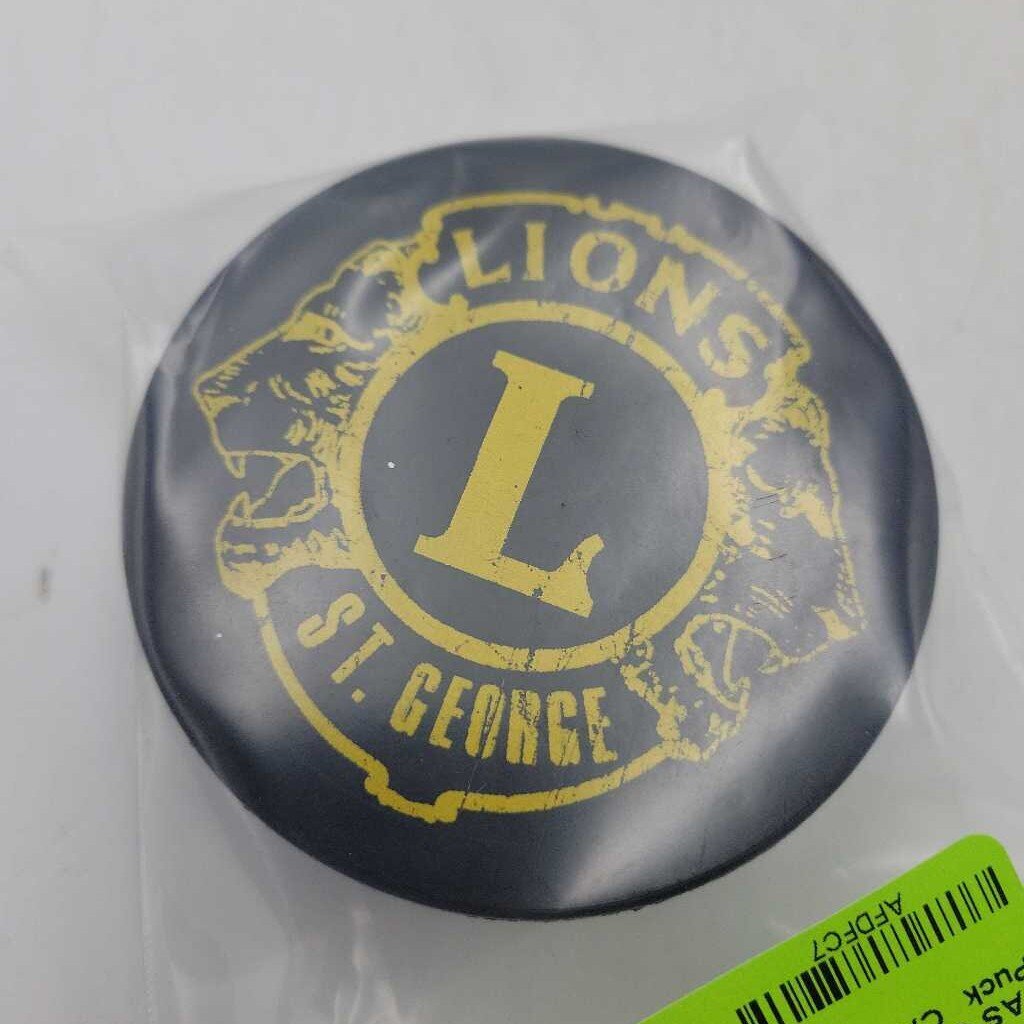 LIONS
L
ST. GEORGE
AFDFC7
Puck